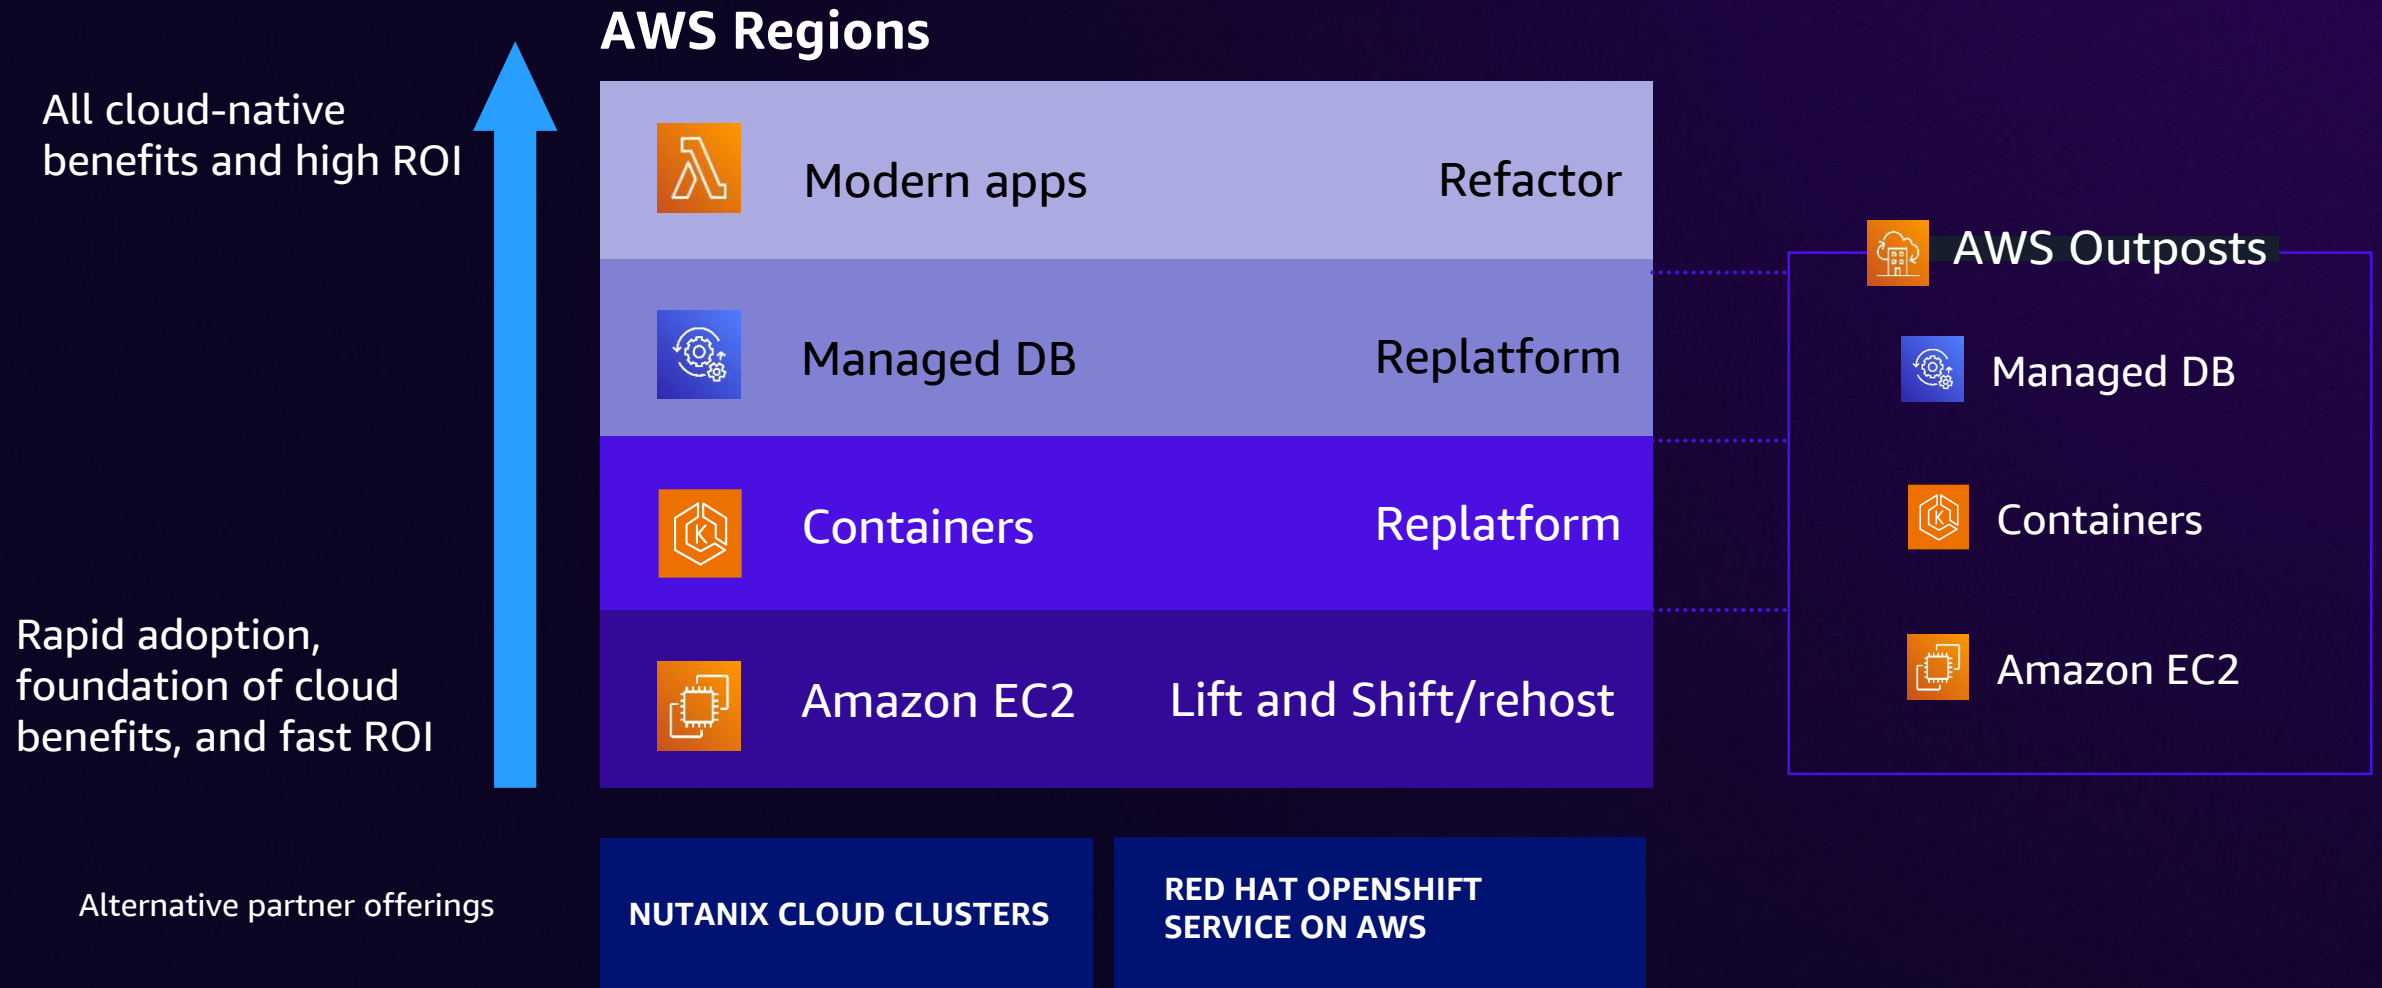 AWS Regions
All cloud-native
benefits and high ROI
Modern apps
Refactor
Managed DB
Replatform
Containers
Replatform
Rapid adoption,
foundation of cloud
benefits, and fast ROI
Amazon EC2
Lift and Shift/rehost
AWS Outposts
Managed DB
Containers
Amazon EC2
Alternative partner offerings
NUTANIX CLOUD CLUSTERS
RED HAT OPENSHIFT
SERVICE ON AWS